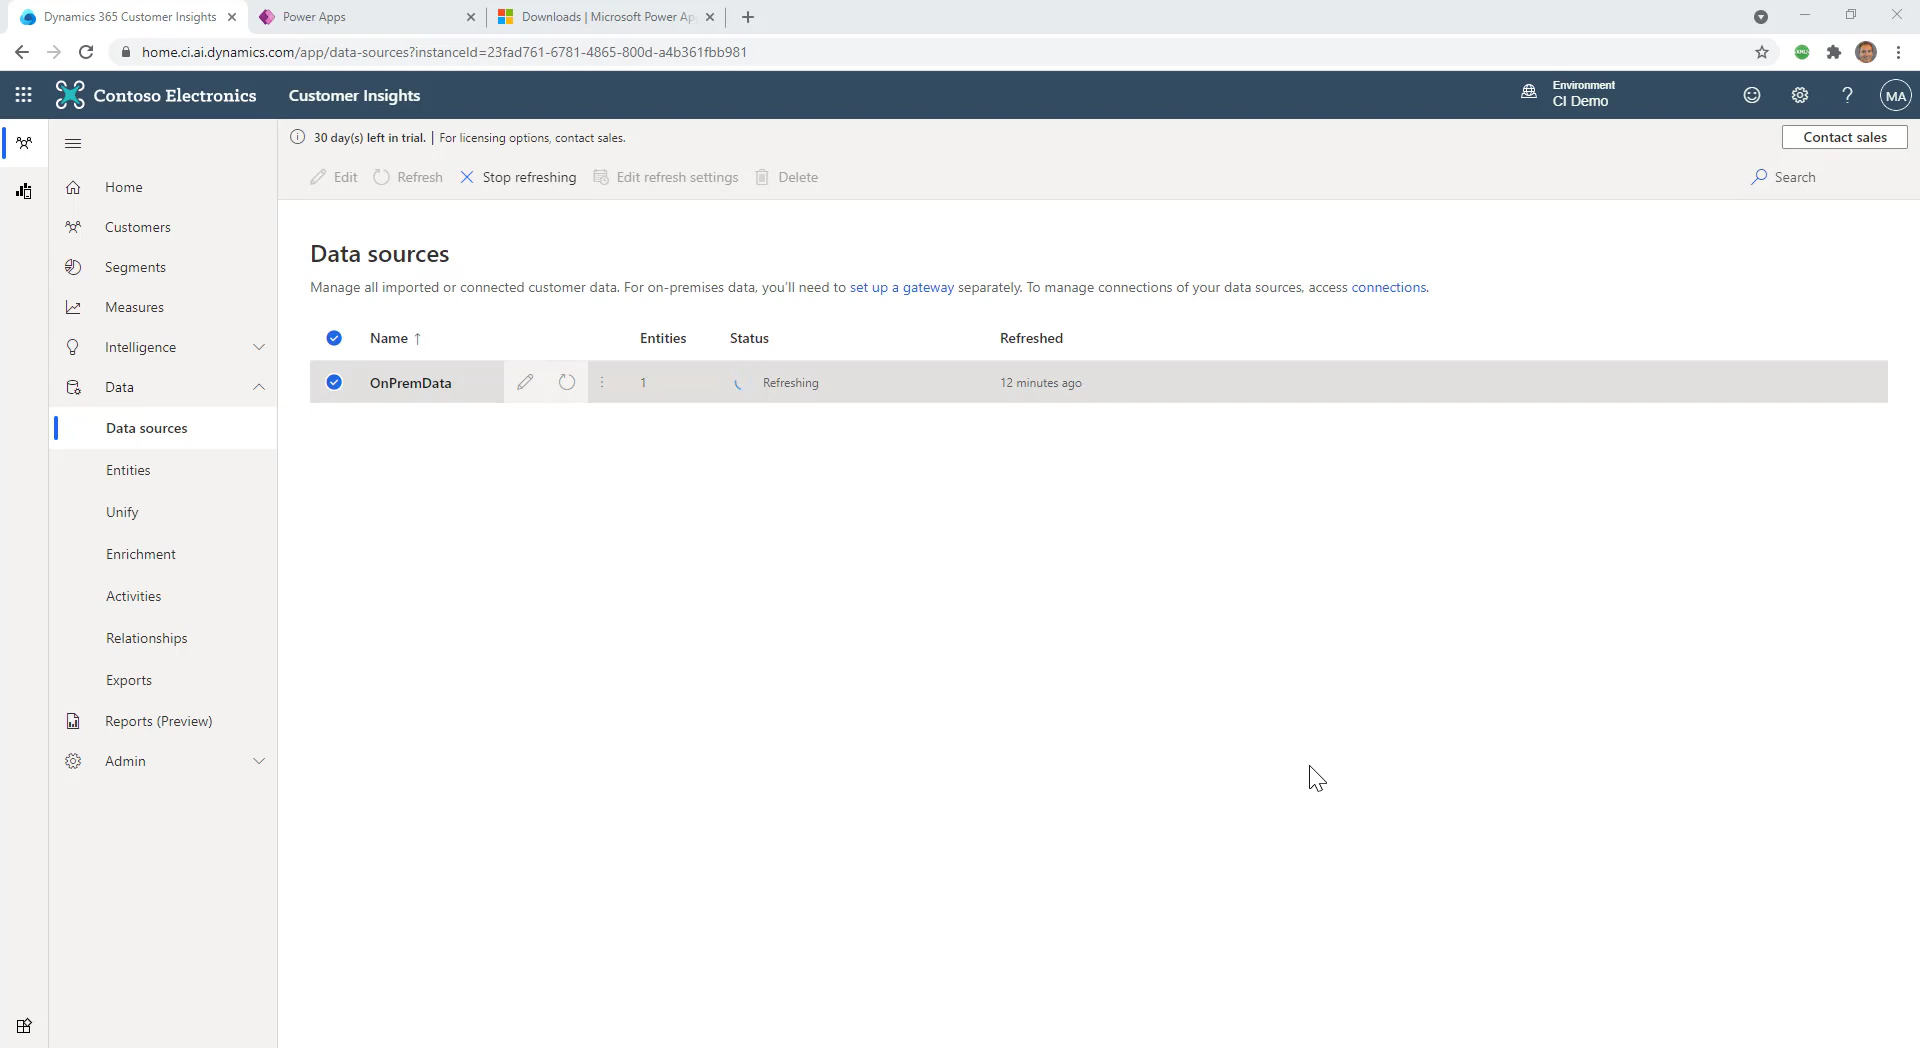 Dynamics 365 Customer Insights
Power Apps
Downloads | Microsoft Power Ap
home.ci.ai.dynamics.com/app/data-sources?instanceId=23fad761-6781-4865-800d-a4b361fbb981
Contoso Electronics
Customer Insights
Environment
CI Demo
MA
30 day(s) left in trial. | For licensing options, contact sales.
Contact sales
Edit
Refresh
Stop refreshing
Edit refresh settings
Delete
Search
Home
Customers
Segments
Measures
Intelligence
Data
Data sources
Entities
Unify
Enrichment
Activities
Relationships
Exports
Reports (Preview)
Admin
Data sources
Manage all imported or connected customer data. For on-premises data, you'll need to set up a gateway separately. To manage connections of your data sources, access connections.
Name ↑
Entities
Status
Refreshed
OnPremData
1
Refreshing
12 minutes ago